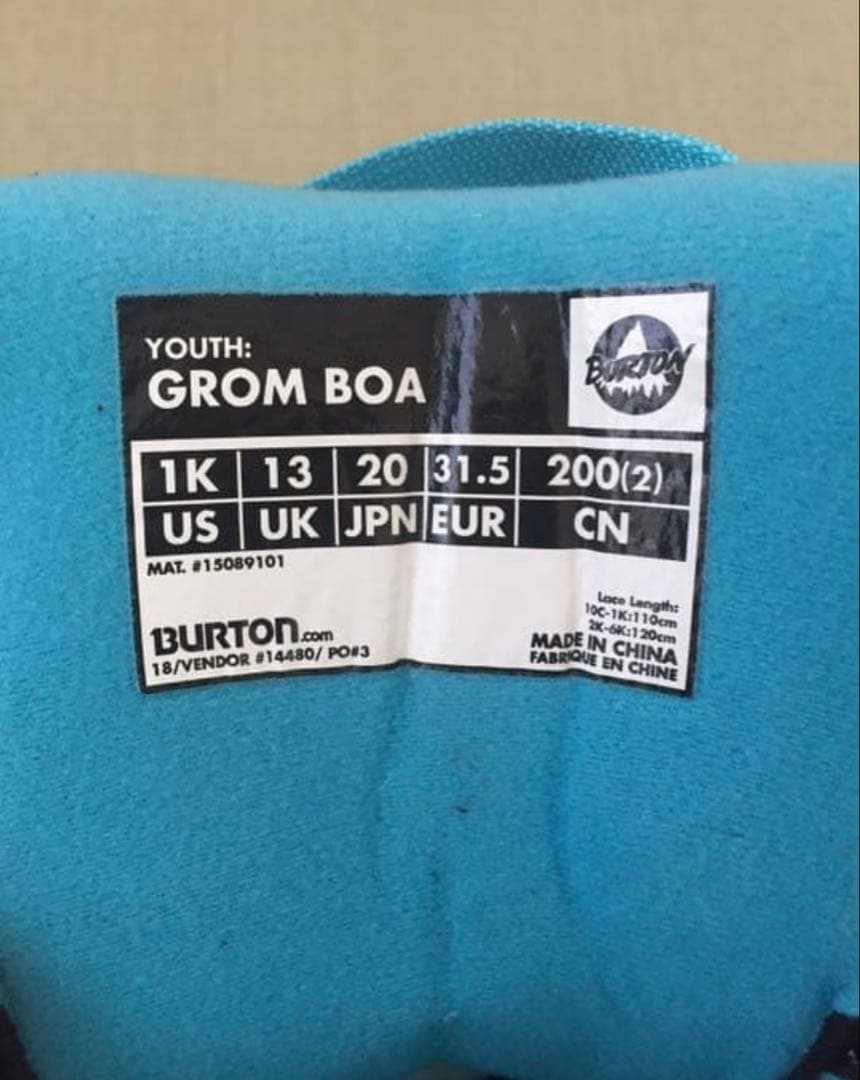 YOUTH:
GROM BOA
BURTON
1K 13 20 31.5 200(2)
US UK JPN EUR CN
MAT. #15089101
Lace Length:
10C-1K:110cm
2K-6K:120cm
BURTON.com
18/VENDOR #14480/ PO#3
MADE IN CHINA
FABRIQUE EN CHINE